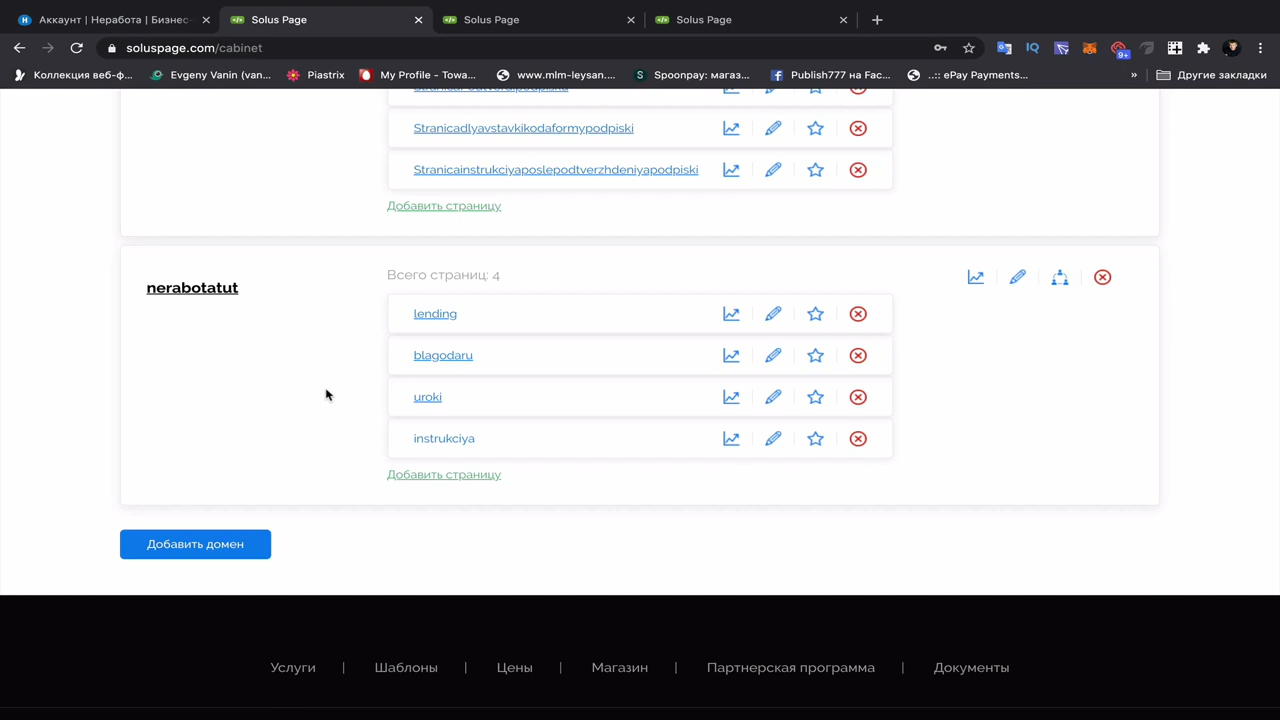 Аккаунт | Неработа | Бизнес-
Solus Page
Solus Page
Solus Page
soluspage.com/cabinet
9+
Коллекция веб-ф...
Evgeny Vanin (van...
Piastrix
My Profile - Towa...
www.mlm-leysan....
Spoonpay: магаз...
Publish777 на Fac...
..:: ePay Payments...
»
Другие закладки
Stranicadlyavstavkikodaformypodpiski
Stranicainstrukciyaposlepodtverzhdeniyapodpiski
Добавить страницу
nerabotatut
Всего страниц: 4
lending
blagodaru
uroki
instrukciya
Добавить страницу
Добавить домен
Услуги | Шаблоны | Цены | Магазин | Партнерская программа | Документы